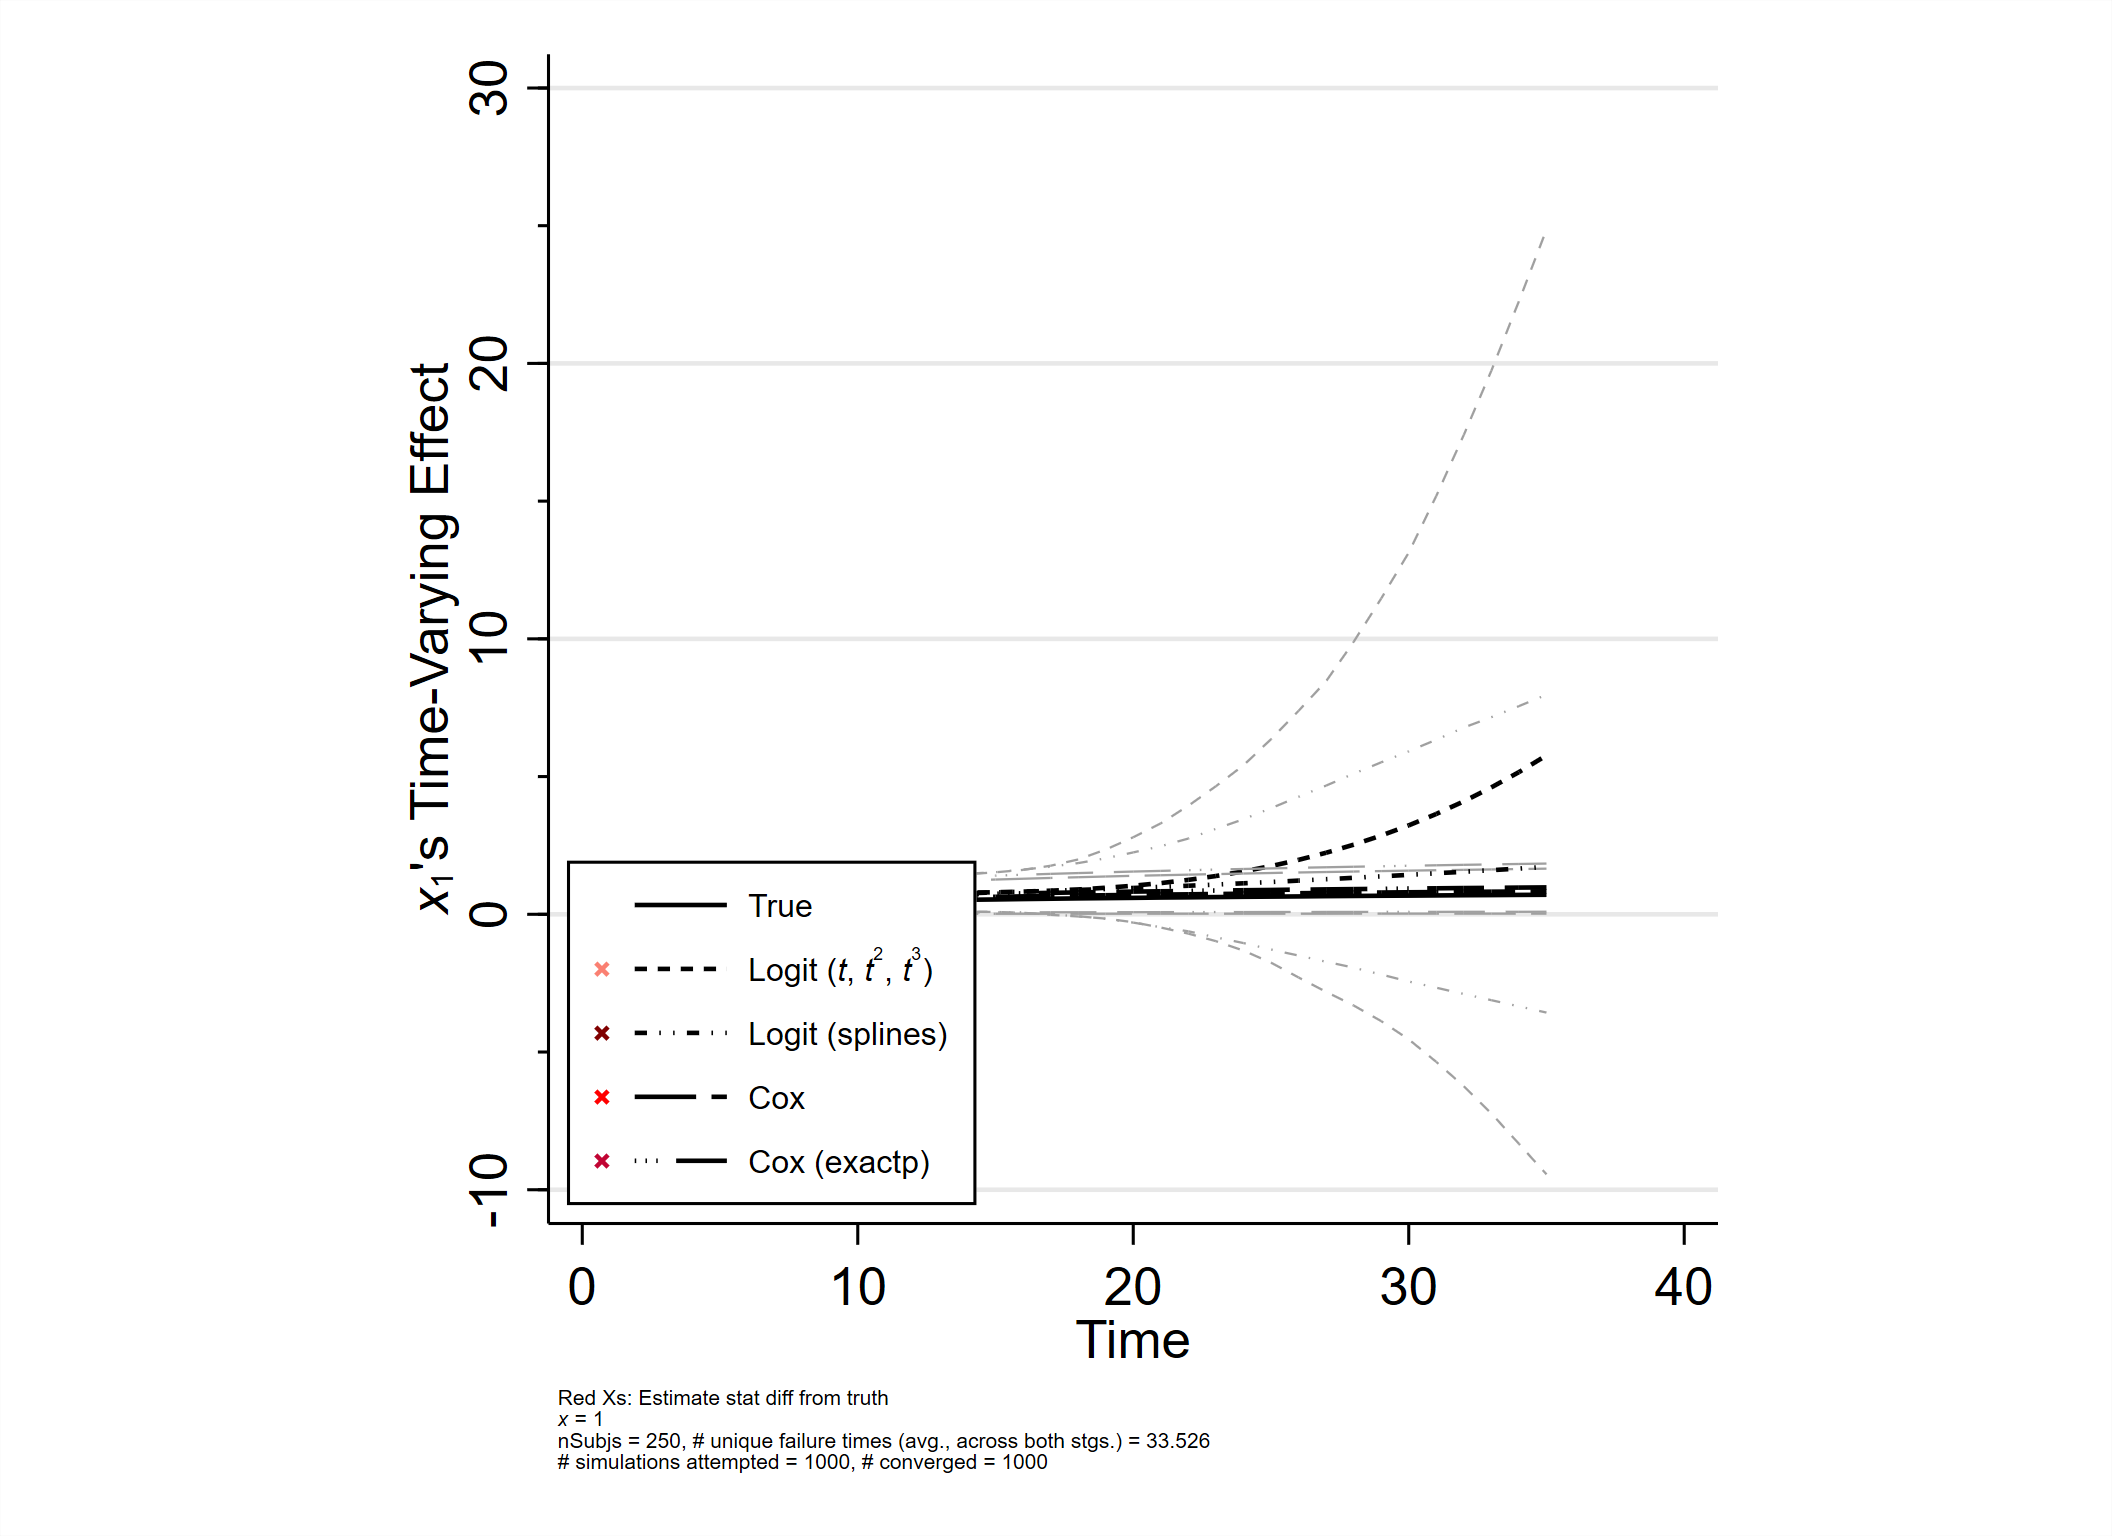 30
20
10
0
-10
x₁'s Time-Varying Effect
True
Logit (t, t², t³)
Logit (splines)
Cox
Cox (exactp)
0 10 20 30 40
Time
Red Xs: Estimate stat diff from truth
x = 1
nSubjs = 250, # unique failure times (avg., across both stgs.) = 33.526
# simulations attempted = 1000, # converged = 1000